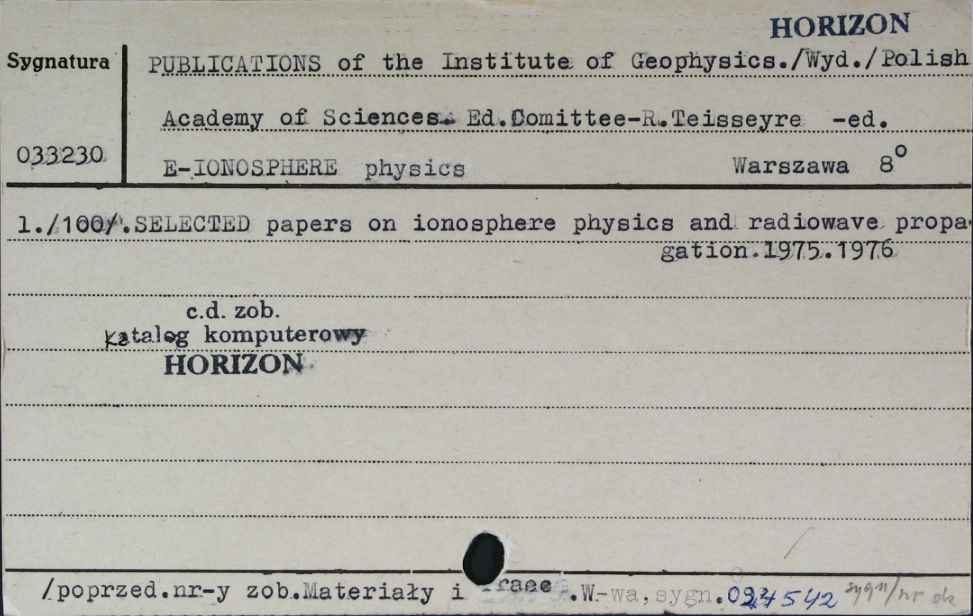 HORIZON
Sygnatura
PUBLICATIONS of the Institute of Geophysics./Wyd./Polish
Academy of Sciences. Ed.Comittee-R.Teisseyre -ed.
033230
E-IONOSPHERE physics Warszawa 8°
1./100/.SELECTED papers on ionosphere physics and radiowave propa
gation.1975.1976
c.d. zob.
katalog komputerowy
HORIZON
/poprzed.nr-y zob.Materiały i .W-wa,sygn. sygn/nr